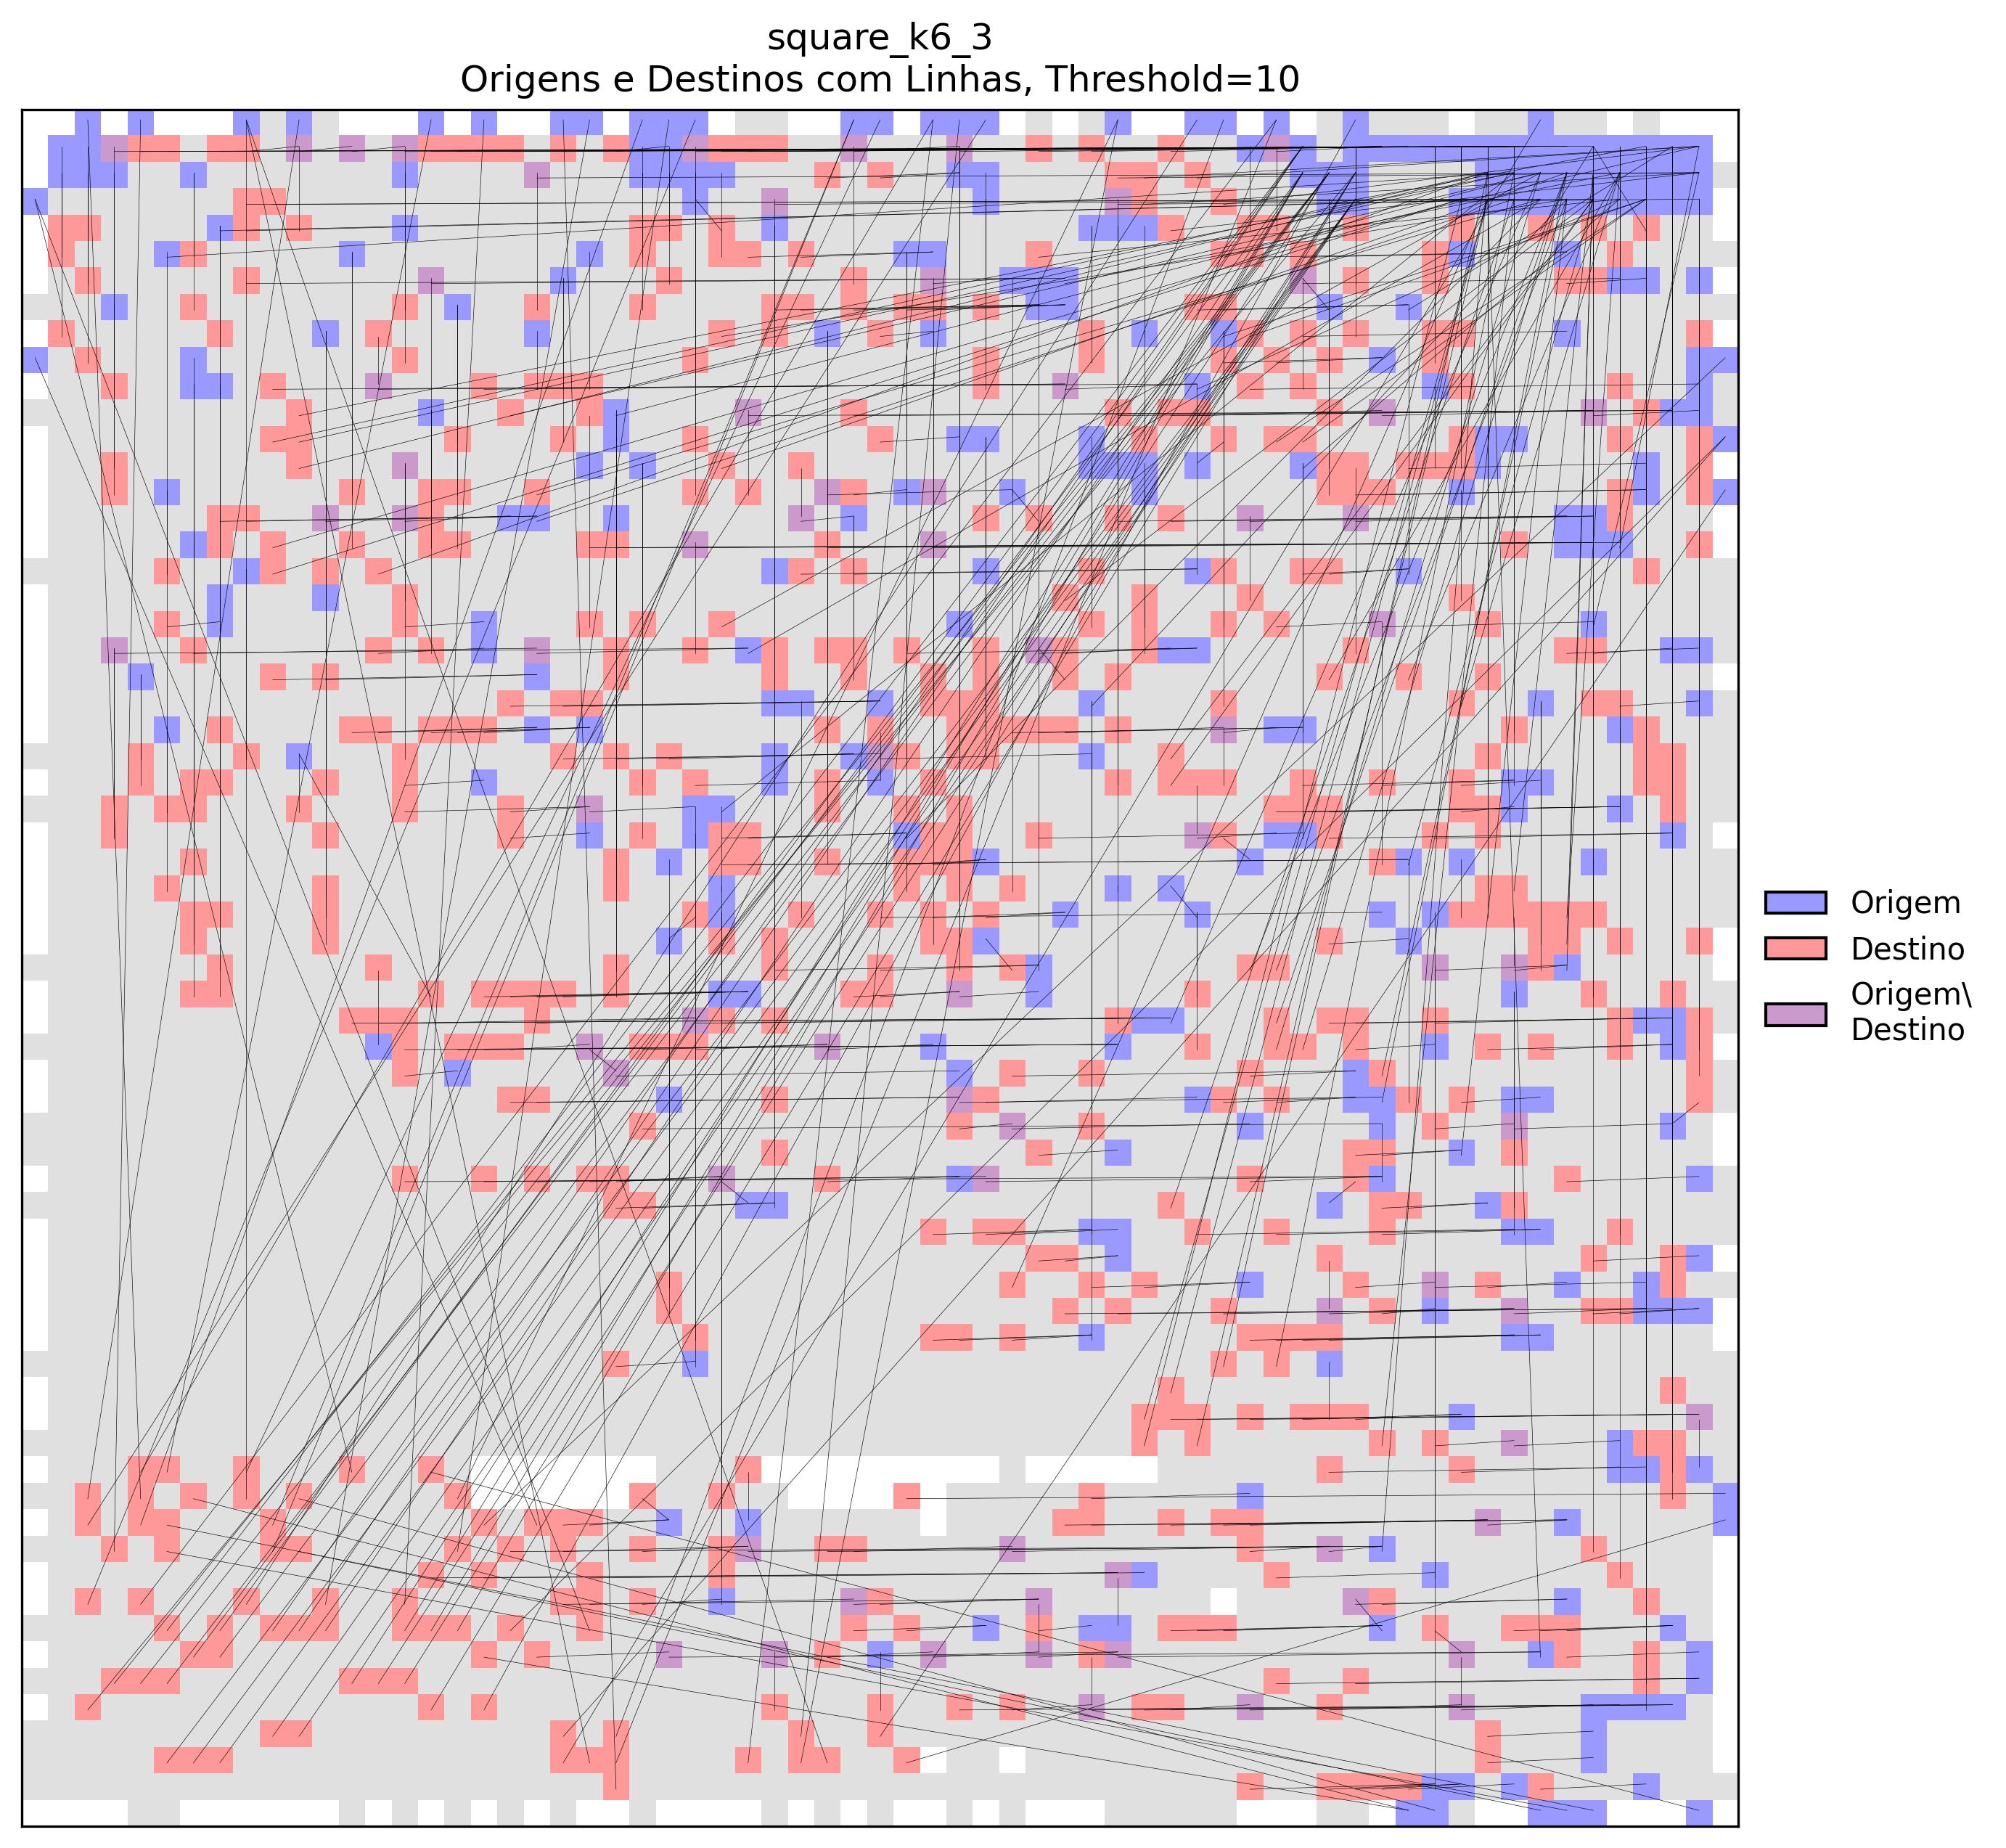 square_k6_3
Origens e Destinos com Linhas, Threshold=10
Origem
Destino
Origem\
Destino